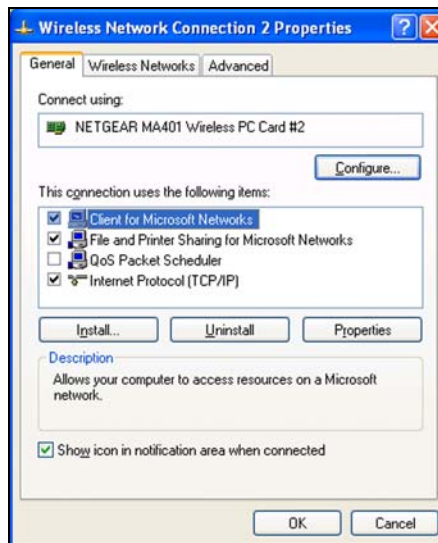 Wireless Network Connection 2 Properties
General Wireless Networks Advanced
Connect using:
NETGEAR MA401 Wireless PC Card #2
Configure...
This connection uses the following items:
Client for Microsoft Networks
File and Printer Sharing for Microsoft Networks
QoS Packet Scheduler
Internet Protocol (TCP/IP)
Install... Uninstall Properties
Description
Allows your computer to access resources on a Microsoft
network.
Show icon in notification area when connected
OK Cancel